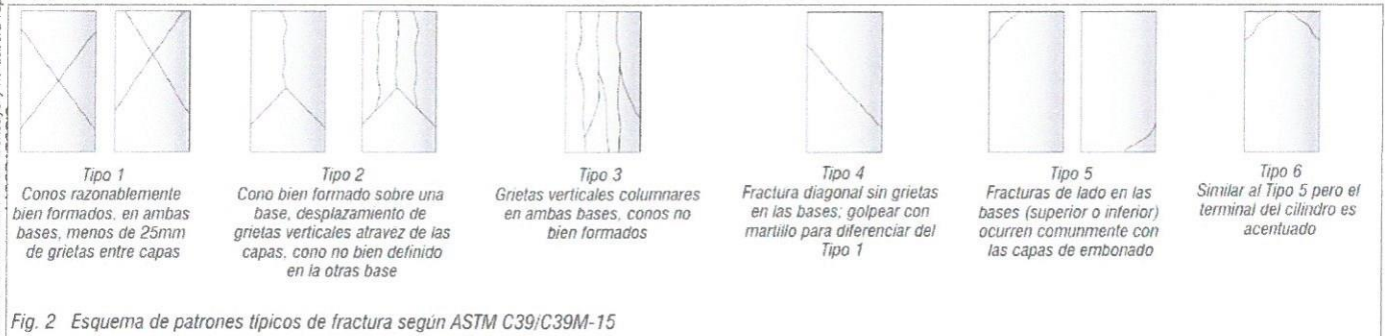 Tipo 1
Conos razonablemente
bien formados, en ambas
bases, menos de 25mm
de grietas entre capas
Tipo 2
Cono bien formado sobre una
base, desplazamiento de
grietas verticales atravez de las
capas, cono no bien definido
en la otras base
Tipo 3
Grietas verticales columnares
en ambas bases, conos no
bien formados
Tipo 4
Fractura diagonal sin grietas
en las bases; golpear con
martillo para diferenciar del
Tipo 1
Tipo 5
Fracturas de lado en las
bases (superior o inferior)
ocurren comunmente con
las capas de embonado
Tipo 6
Similar al Tipo 5 pero el
terminal del cilindro es
acentuado
Fig. 2 Esquema de patrones típicos de fractura según ASTM C39/C39M-15